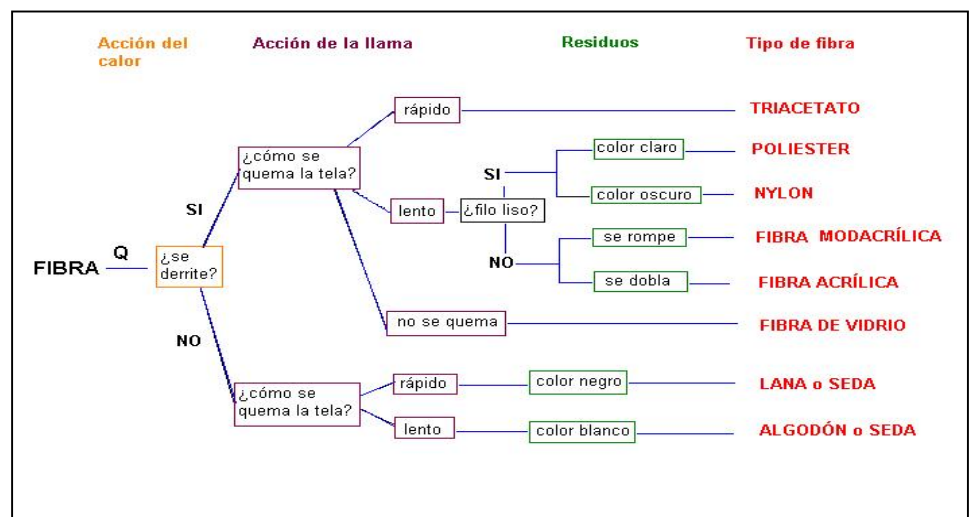 Acción del calor
Acción de la llama
Residuos
Tipo de fibra
rápido
TRIACETATO
¿cómo se quema la tela?
color claro
POLIESTER
SI
SI
color oscuro
NYLON
lento
¿filo liso?
Q
se rompe
FIBRA MODACRÍLICA
FIBRA
¿se derrite?
NO
se dobla
FIBRA ACRÍLICA
no se quema
FIBRA DE VIDRIO
NO
¿cómo se quema la tela?
rápido
color negro
LANA o SEDA
lento
color blanco
ALGODÓN o SEDA